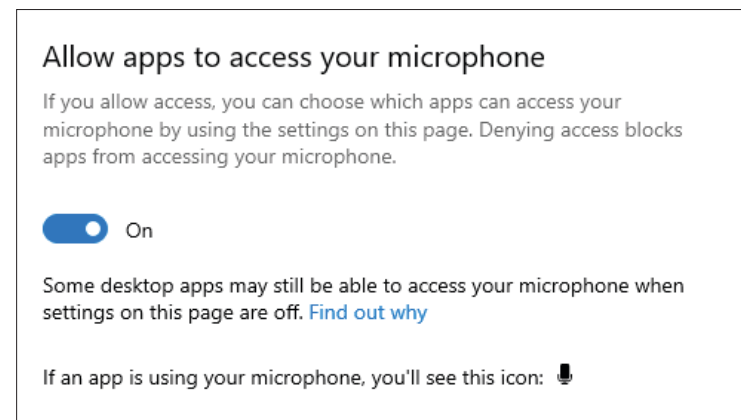 Allow apps to access your microphone
If you allow access, you can choose which apps can access your
microphone by using the settings on this page. Denying access blocks
apps from accessing your microphone.
On
Some desktop apps may still be able to access your microphone when
settings on this page are off. Find out why
If an app is using your microphone, you'll see this icon: